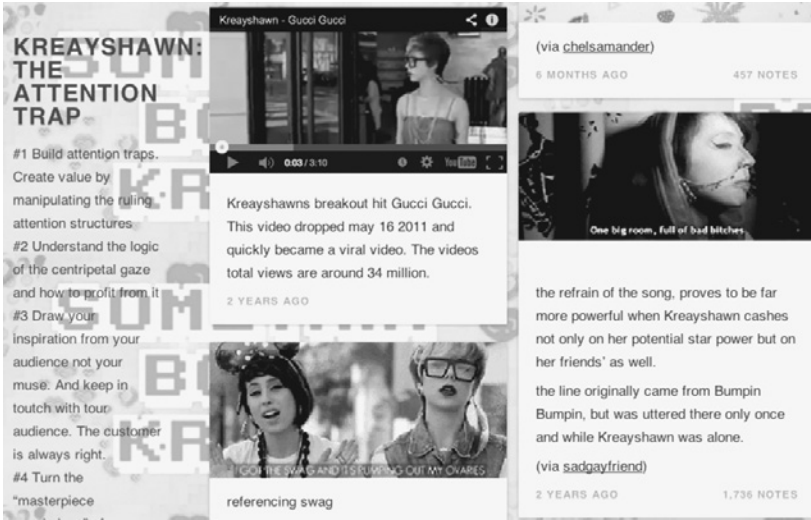 KREAYSHAWN:
THE
ATTENTION
TRAP
#1 Build attention traps.
Create value by
manipulating the ruling
attention structures
#2 Understand the logic
of the centripetal gaze
and how to profit from it
#3 Draw your
inspiration from your
audience not your
muse. And keep in
toutch with tour
audience. The customer
is always right.
#4 Turn the
“masterpiece
Kreayshawn - Gucci Gucci
0:03 / 3:10
YouTube
Kreayshawns breakout hit Gucci Gucci.
This video dropped may 16 2011 and
quickly became a viral video. The videos
total views are around 34 million.
2 YEARS AGO
I GOT THE SWAG AND ITS PUMPING OUT MY OVARIES
referencing swag
(via chelsamander)
6 MONTHS AGO 457 NOTES
One big room, full of bad bitches
the refrain of the song, proves to be far
more powerful when Kreayshawn cashes
not only on her potential star power but on
her friends’ as well.
the line originally came from Bumpin
Bumpin, but was uttered there only once
and while Kreayshawn was alone.
(via sadgayfriend)
2 YEARS AGO 1,736 NOTES